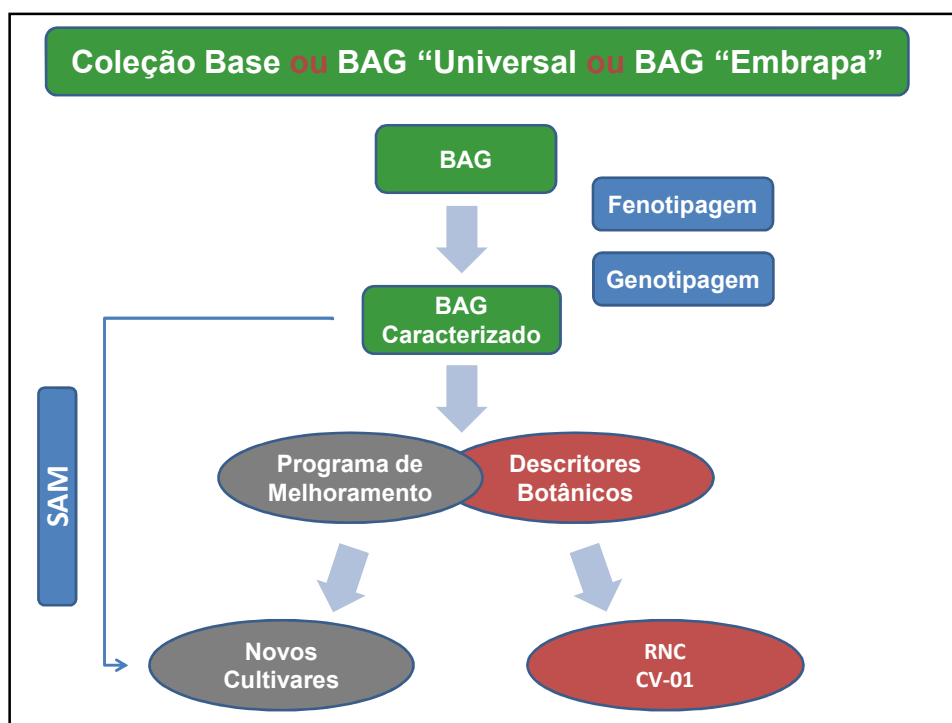 Coleção Base ou BAG “Universal ou BAG “Embrapa”
BAG
Fenotipagem
Genotipagem
BAG
Caracterizado
SAM
Programa de
Melhoramento
Descritores
Botânicos
Novos
Cultivares
RNC
CV-01